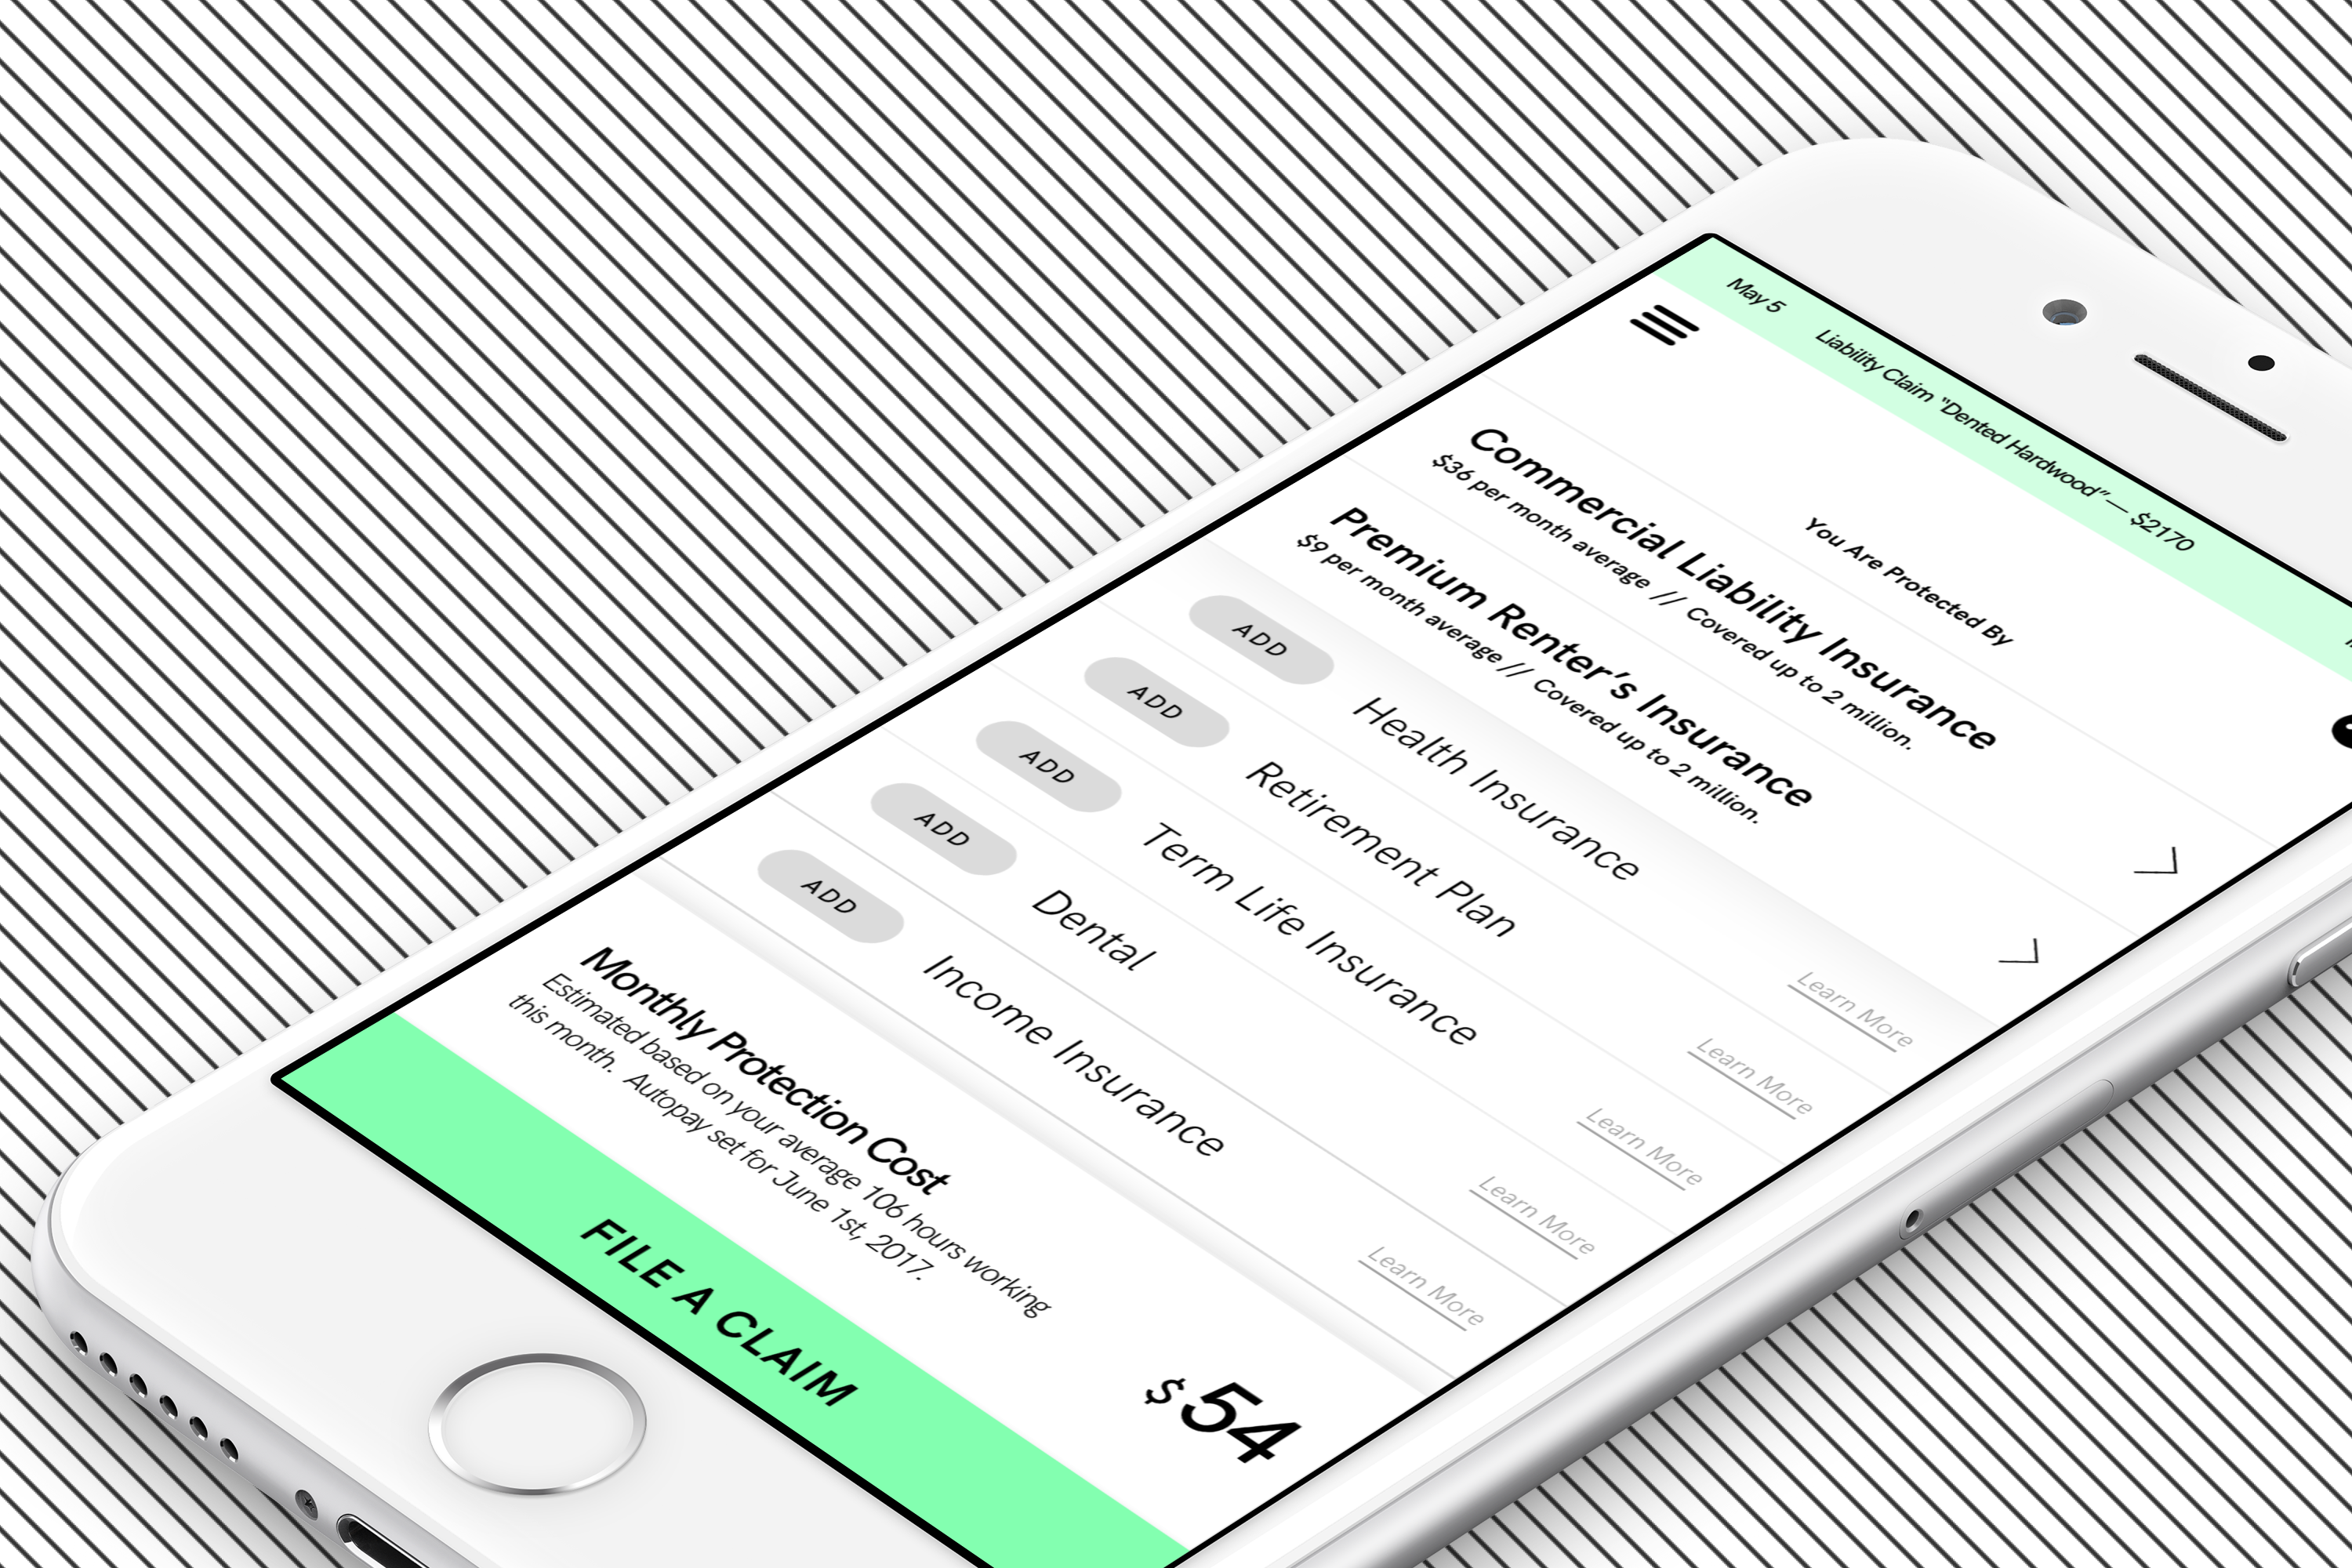 May 5 Liability Claim “Dented Hardwood” — $2170
You Are Protected By
Commercial Liability Insurance
$36 per month average // Covered up to 2 million.
Premium Renter’s Insurance
$9 per month average // Covered up to 2 million.
ADD Health Insurance Learn More
ADD Retirement Plan Learn More
ADD Term Life Insurance Learn More
ADD Dental Learn More
ADD Income Insurance Learn More
Monthly Protection Cost
Estimated based on your average 106 hours working
this month. Autopay set for June 1st, 2017.
$54
FILE A CLAIM